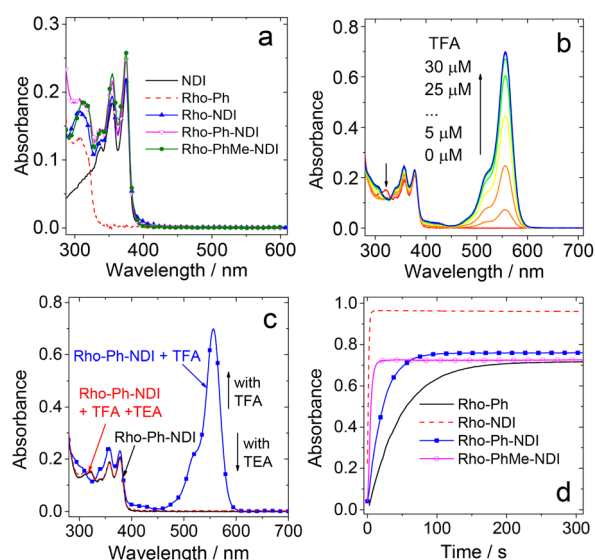 0.3
0.2
0.1
0.0
Absorbance
a
NDI
Rho-Ph
Rho-NDI
Rho-Ph-NDI
Rho-PhMe-NDI
300 350 400 450 500 550 600
Wavelength / nm
0.8
0.6
0.4
0.2
0.0
Absorbance
b
TFA
30 μM
25 μM
...
5 μM
0 μM
300 400 500 600 700
Wavelength / nm
0.8
0.6
0.4
0.2
0.0
Absorbance
c
Rho-Ph-NDI + TFA
Rho-Ph-NDI
+ TFA +TEA
Rho-Ph-NDI
with
TFA
with
TEA
300 400 500 600 700
Wavelength / nm
1.0
0.8
0.6
0.4
0.2
0.0
Absorbance
Rho-Ph
Rho-NDI
Rho-Ph-NDI
Rho-PhMe-NDI
d
0 100 200 300
Time / s